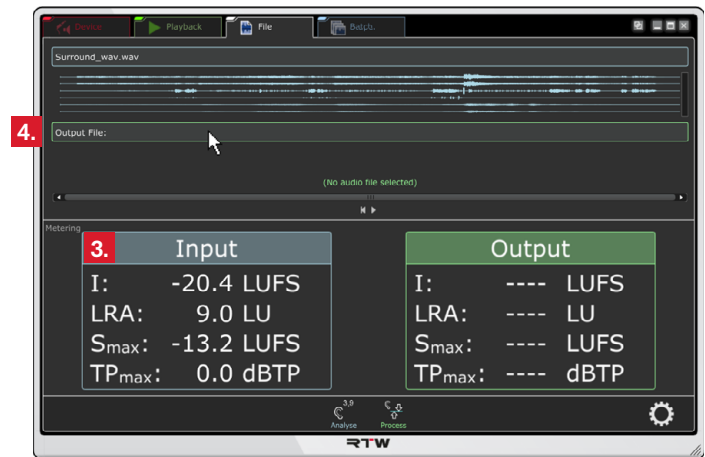 Device Playback File Batch.
Surround_wav.wav
4.
Output File:
(No audio file selected)
Metering
3. Input Output
I: -20.4 LUFS I: ---- LUFS
LRA: 9.0 LU LRA: ---- LU
Smax: -13.2 LUFS Smax: ---- LUFS
TPmax: 0.0 dBTP TPmax: ---- dBTP
3,9
Analyse Process
RTW